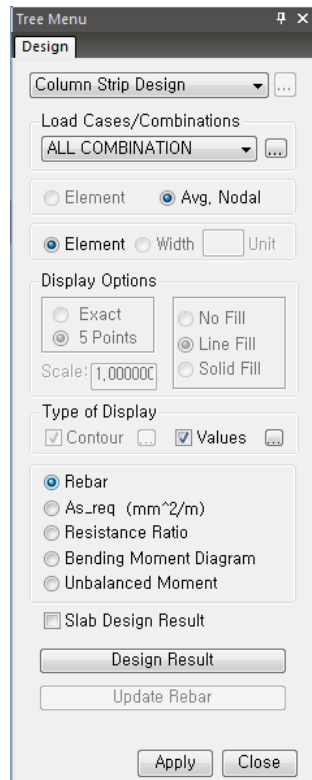 Tree Menu
Design
Column Strip Design ...
Load Cases/Combinations
ALL COMBINATION ...
Element Avg, Nodal
Element Width Unit
Display Options
Exact
5 Points
Scale: 1,00000C
No Fill
Line Fill
Solid Fill
Type of Display
Contour ... Values ...
Rebar
As_req (mm^2/m)
Resistance Ratio
Bending Moment Diagram
Unbalanced Moment
Slab Design Result
Design Result
Update Rebar
Apply Close